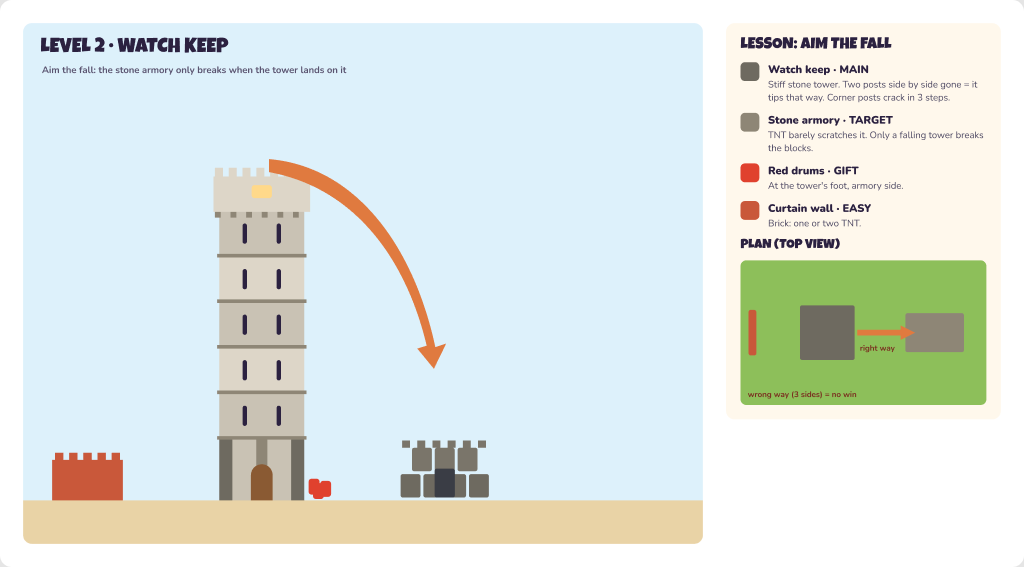 LEVEL 2 · WATCH KEEP
Aim the fall: the stone armory only breaks when the tower lands on it
LESSON: AIM THE FALL
Watch keep · MAIN
Stiff stone tower. Two posts side by side gone = it
tips that way. Corner posts crack in 3 steps.
Stone armory · TARGET
TNT barely scratches it. Only a falling tower breaks
the blocks.
Red drums · GIFT
At the tower's foot, armory side.
Curtain wall · EASY
Brick: one or two TNT.
PLAN (TOP VIEW)
right way
wrong way (3 sides) = no win